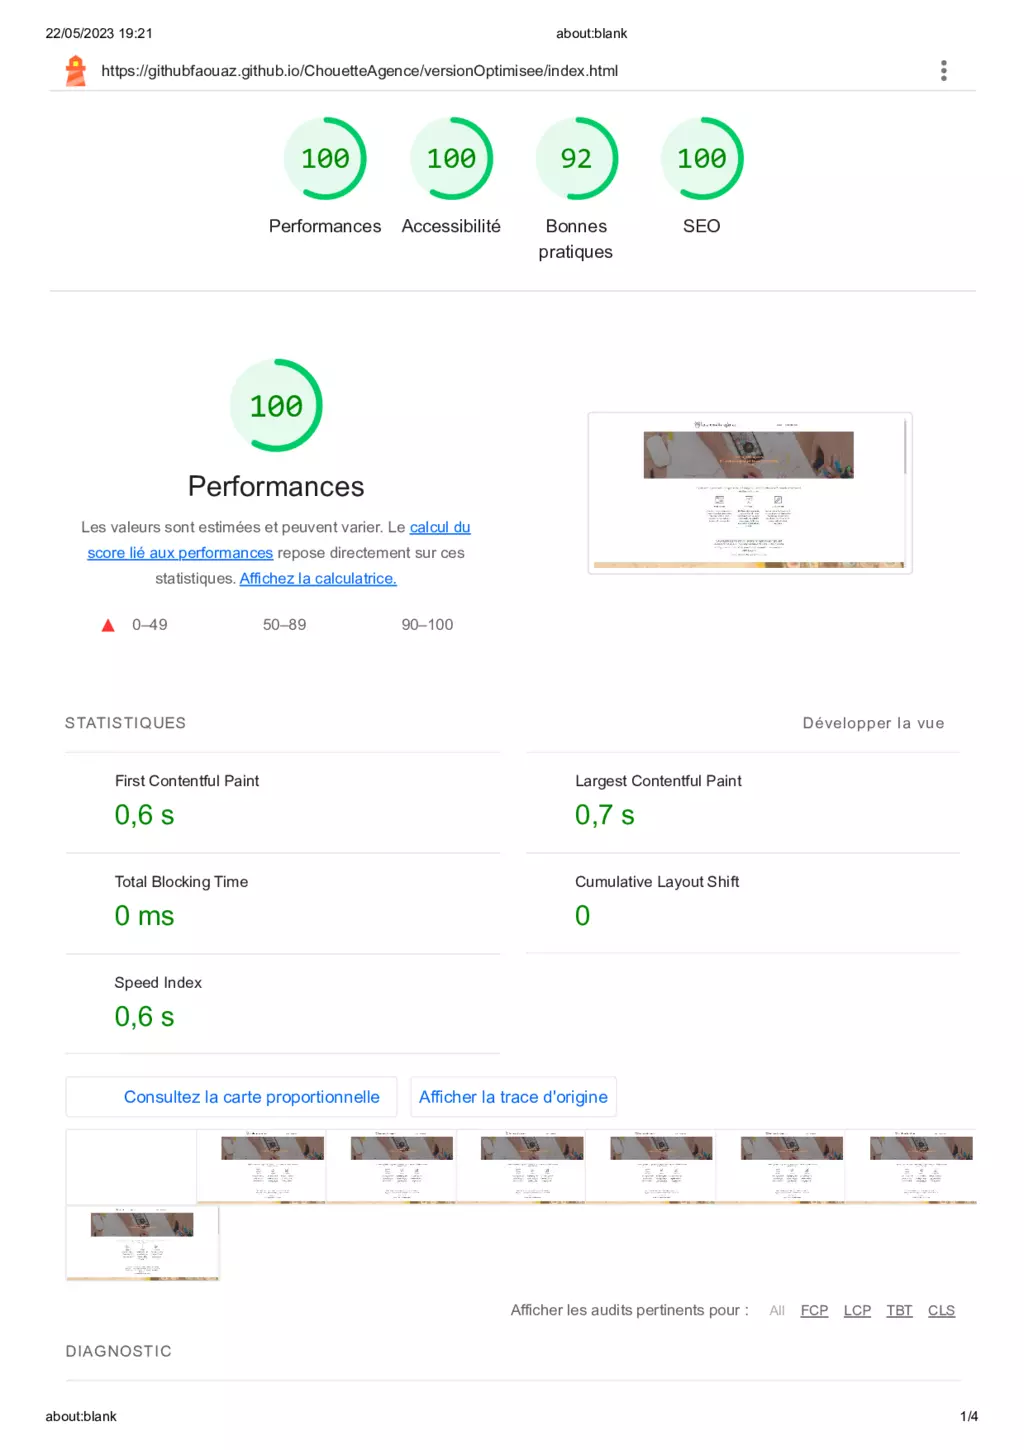 22/05/2023 19:21
about:blank
https://githubfaouaz.github.io/ChouetteAgence/versionOptimisee/index.html
100
100
92
100
Performances
Accessibilité
Bonnes
pratiques
SEO
100
Performances
Les valeurs sont estimées et peuvent varier. Le calcul du
score lié aux performances repose directement sur ces
statistiques. Affichez la calculatrice.
0–49
50–89
90–100
STATISTIQUES
Développer la vue
First Contentful Paint
0,6 s
Largest Contentful Paint
0,7 s
Total Blocking Time
0 ms
Cumulative Layout Shift
0
Speed Index
0,6 s
Consultez la carte proportionnelle
Afficher la trace d'origine
Afficher les audits pertinents pour : All FCP LCP TBT CLS
DIAGNOSTIC
about:blank
1/4